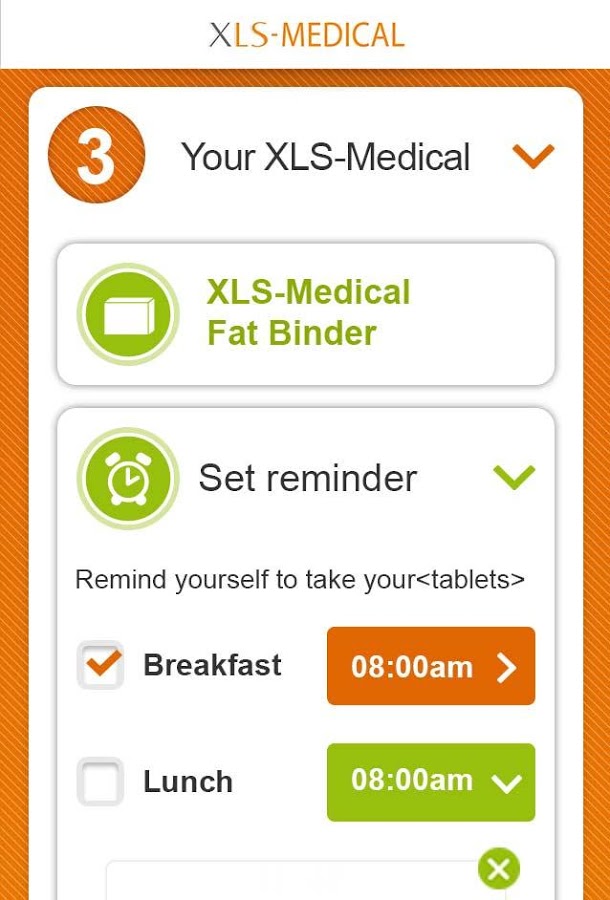 XLS-MEDICAL
3
Your XLS-Medical
XLS-Medical
Fat Binder
Set reminder
Remind yourself to take your<tablets>
Breakfast
08:00am
Lunch
08:00am